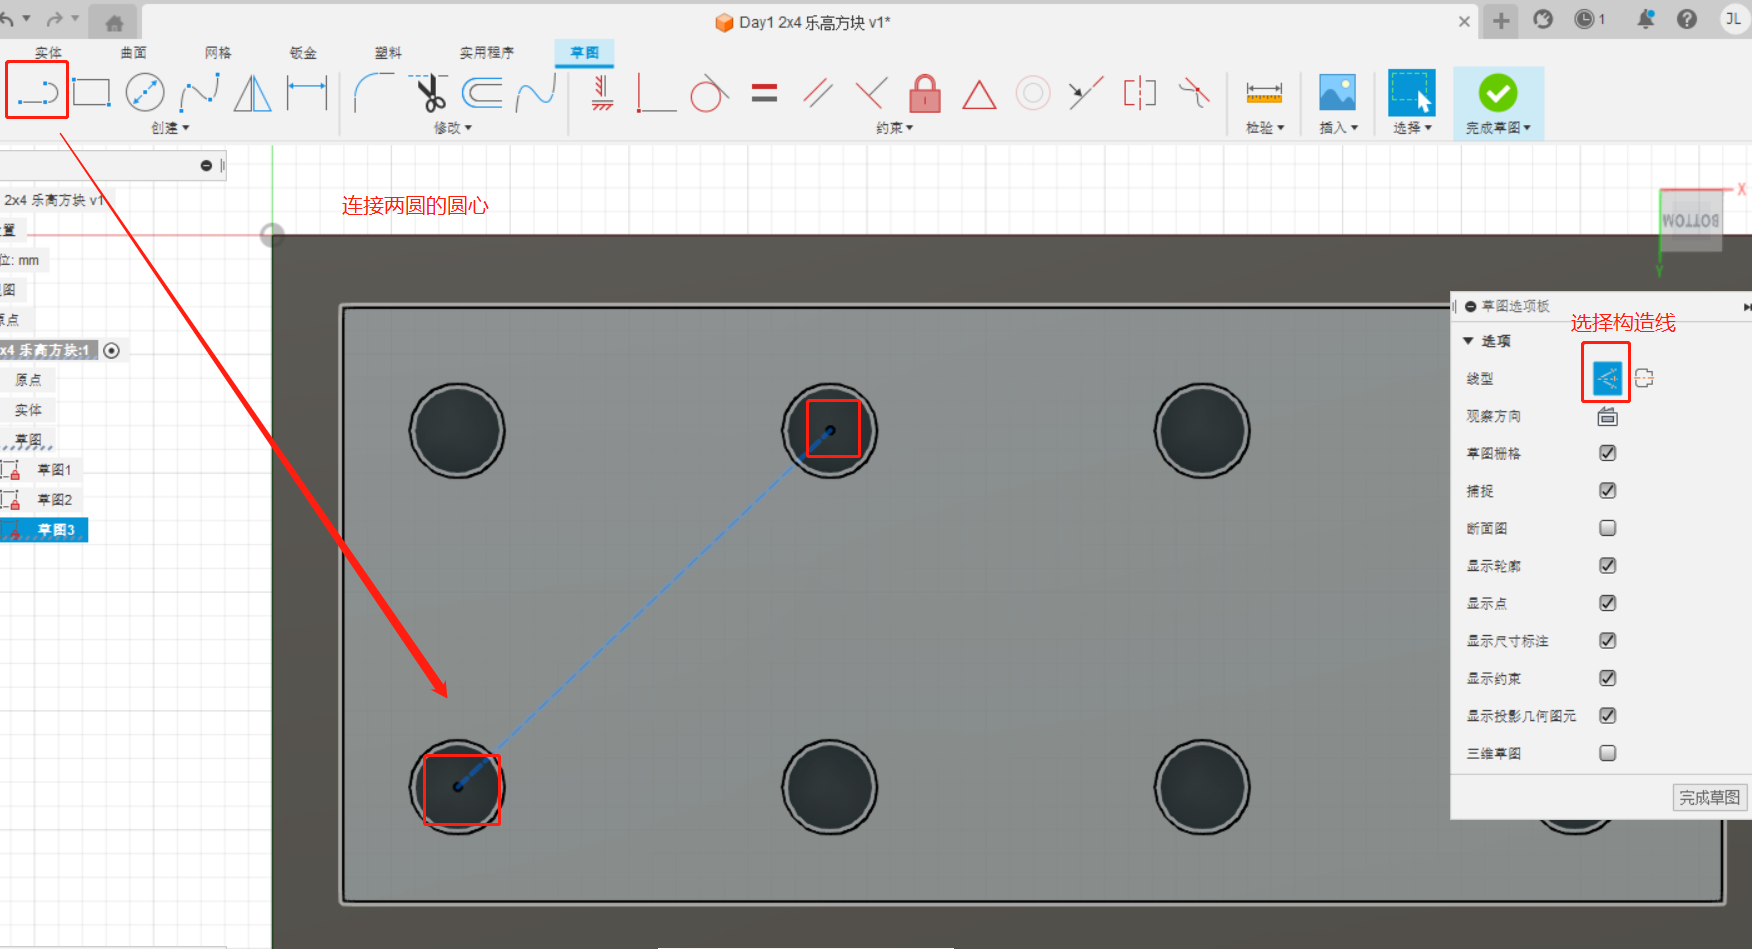 Day1 2x4 乐高方块 v1*
1
JL
实体 曲面 网格 钣金 塑料 实用程序 草图
创建 修改 约束 检验 插入 选择 完成草图
2x4 乐高方块 v1
置
位: mm
图
原点
x4 乐高方块:1
原点
实体
草图
草图1
草图2
草图3
连接两圆的圆心
X
BOTTOM
Y
草图选项板
选择构造线
选项
线型
观察方向
草图栅格
捕捉
断面图
显示轮廓
显示点
显示尺寸标注
显示约束
显示投影几何图元
三维草图
完成草图